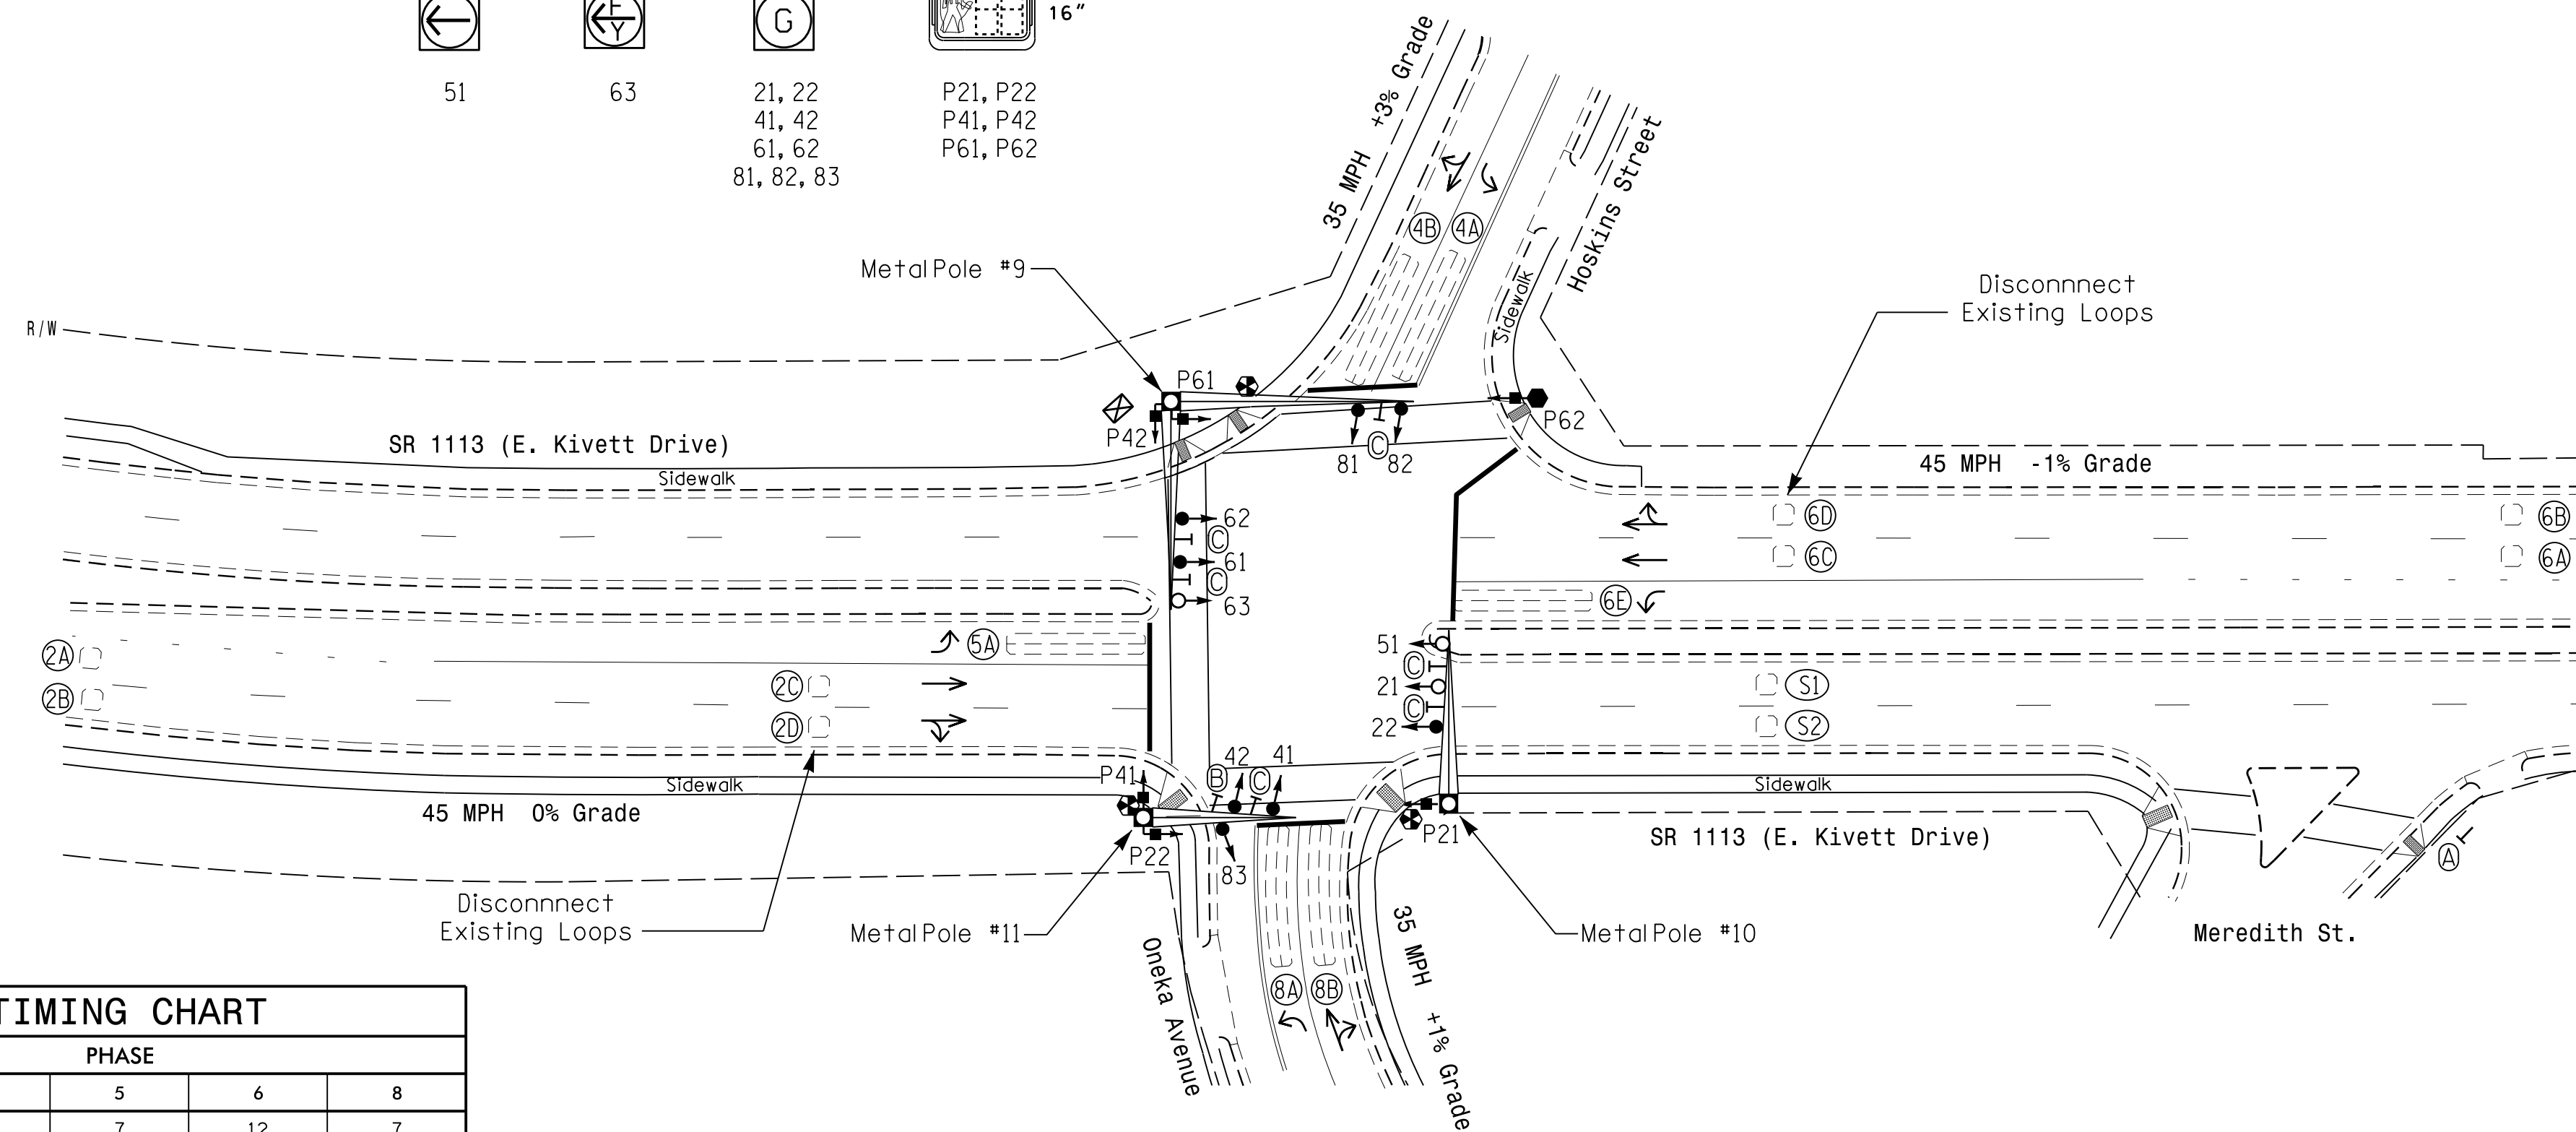 F
Y
G
16"
51
63
21, 22
41, 42
61, 62
81, 82, 83
P21, P22
P41, P42
P61, P62
35 MPH +3% Grade
Hoskins Street
4B
4A
Sidewalk
Metal Pole #9
Disconnnect
Existing Loops
R/W
P61
P42
P62
SR 1113 (E. Kivett Drive)
Sidewalk
81
C
82
45 MPH -1% Grade
62
C
61
C
63
6D
6B
6C
6A
6E
5A
51
C
21
C
22
2A
2B
2C
2D
S1
S2
P41
B
42
C
41
Sidewalk
Sidewalk
45 MPH 0% Grade
P22
83
P21
SR 1113 (E. Kivett Drive)
A
Disconnnect
Existing Loops
Metal Pole #11
Metal Pole #10
Meredith St.
Oneka Avenue
8A
8B
35 MPH +1% Grade
TIMING CHART
PHASE
5 6 8
7 12 7